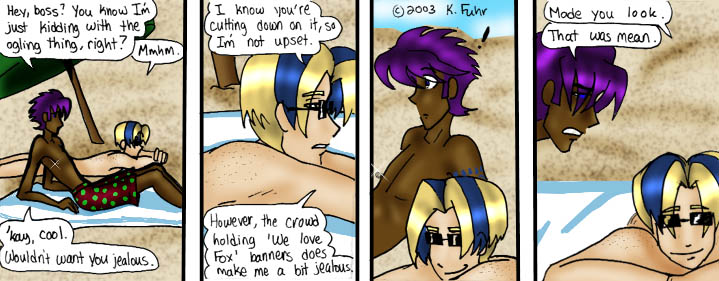 Hey, boss? You know I'm
just kidding with the
ogling thing, right?
Mmhm.
'kay, cool.
Wouldn't want you jealous.
I know you're
cutting down on it, so
I'm not upset.
However, the crowd
holding 'We love
Fox' banners does
make me a bit jealous.
©2003 K. Fuhr
!
Made you look.
That was mean.